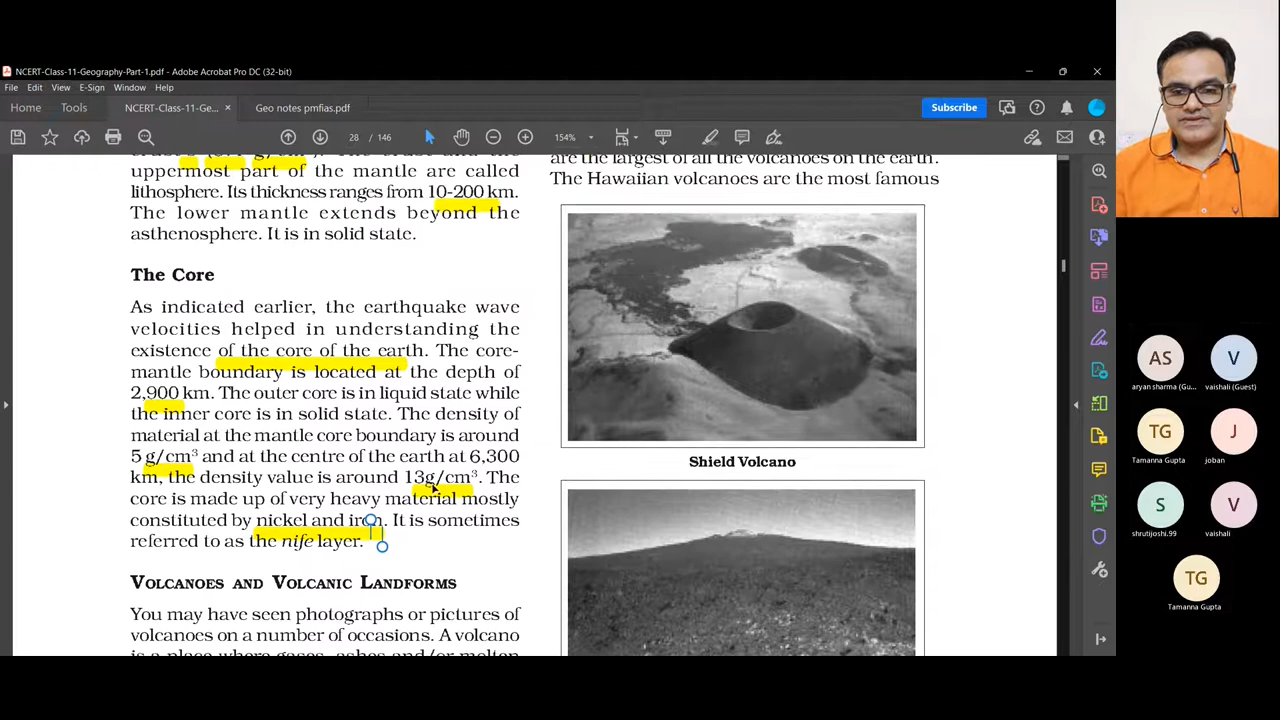 NCERT-Class-11-Geography-Part-1.pdf - Adobe Acrobat Pro DC (32-bit)
File Edit View E-Sign Window Help
Home Tools NCERT-Class-11-Ge... × Geo notes pmfias.pdf Subscribe
28 / 146 154%
uppermost part of the mantle are called
lithosphere. Its thickness ranges from 10-200 km.
The lower mantle extends beyond the
asthenosphere. It is in solid state.
The Core
As indicated earlier, the earthquake wave
velocities helped in understanding the
existence of the core of the earth. The core-
mantle boundary is located at the depth of
2,900 km. The outer core is in liquid state while
the inner core is in solid state. The density of
material at the mantle core boundary is around
5 g/cm³ and at the centre of the earth at 6,300
km, the density value is around 13g/cm³. The
core is made up of very heavy material mostly
constituted by nickel and iron. It is sometimes
referred to as the nife layer.
VOLCANOES AND VOLCANIC LANDFORMS
You may have seen photographs or pictures of
volcanoes on a number of occasions. A volcano
is a place where gases, ashes and/or molten
are the largest of all the volcanoes on the earth.
The Hawaiian volcanoes are the most famous
Shield Volcano
AS
aryan sharma (Gu...
V
vaishali (Guest)
TG
Tamanna Gupta
J
joban
S
shrutijoshi.99
V
vaishali
TG
Tamanna Gupta